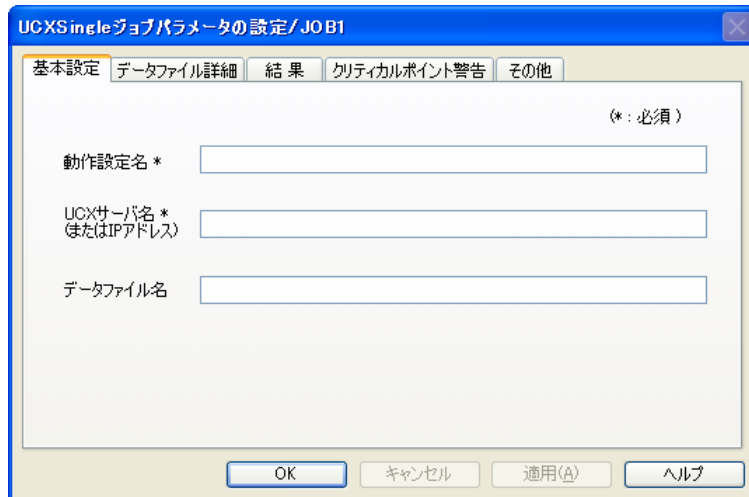 UCXSingleジョブパラメータの設定/JOB1
基本設定 データファイル詳細 結 果 クリティカルポイント警告 その他
(* : 必須 )
動作設定名 *
UCXサーバ名 *
(またはIPアドレス)
データファイル名
OK キャンセル 適用(A) ヘルプ